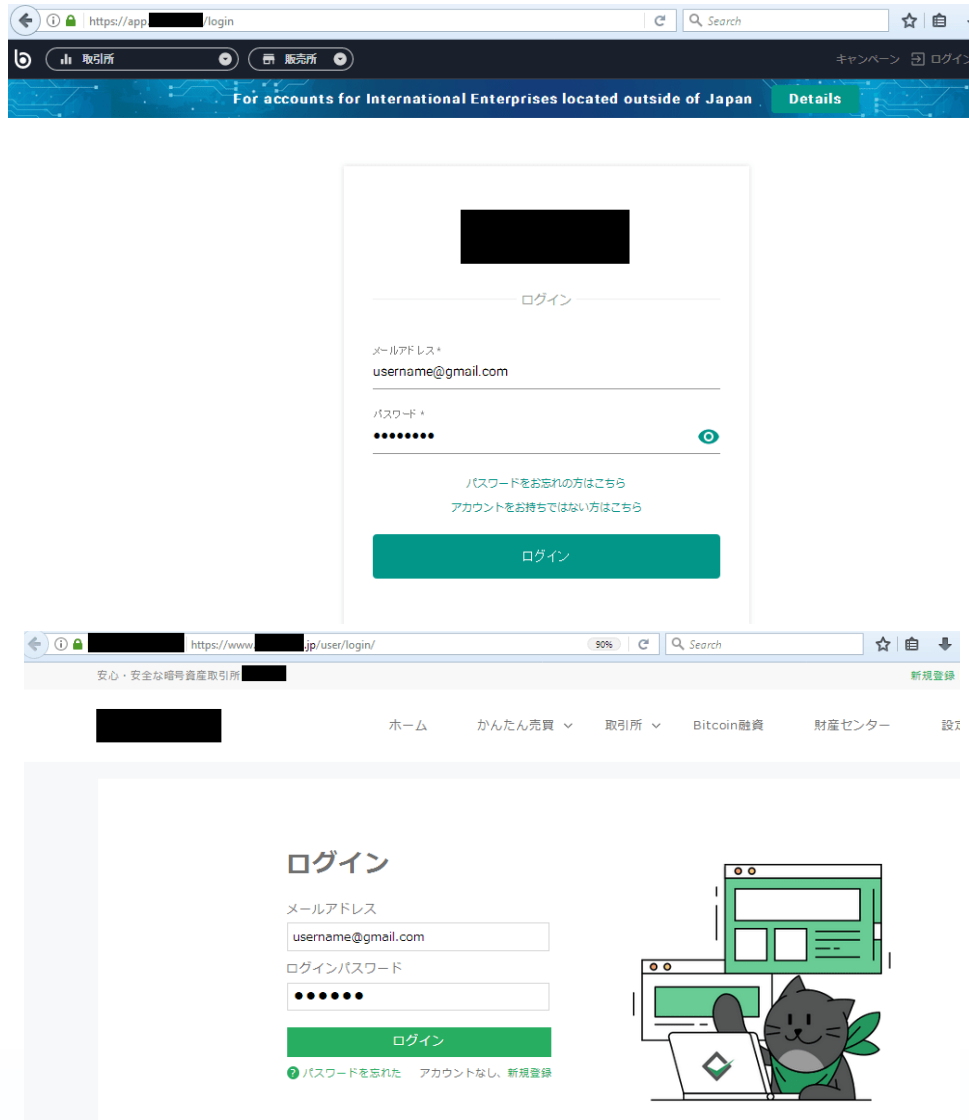 https://app. /login
Search
取引所
販売所
キャンペーン
ログイン
For accounts for International Enterprises located outside of Japan
Details
ログイン
メールアドレス*
username@gmail.com
パスワード *
••••••••
パスワードをお忘れの方はこちら
アカウントをお持ちではない方はこちら
ログイン
https://www. .jp/user/login/
90%
Search
安心・安全な暗号資産取引所
新規登録
ホーム
かんたん売買
取引所
Bitcoin融資
財産センター
設定
ログイン
メールアドレス
username@gmail.com
ログインパスワード
••••••
ログイン
パスワードを忘れた アカウントなし、新規登録